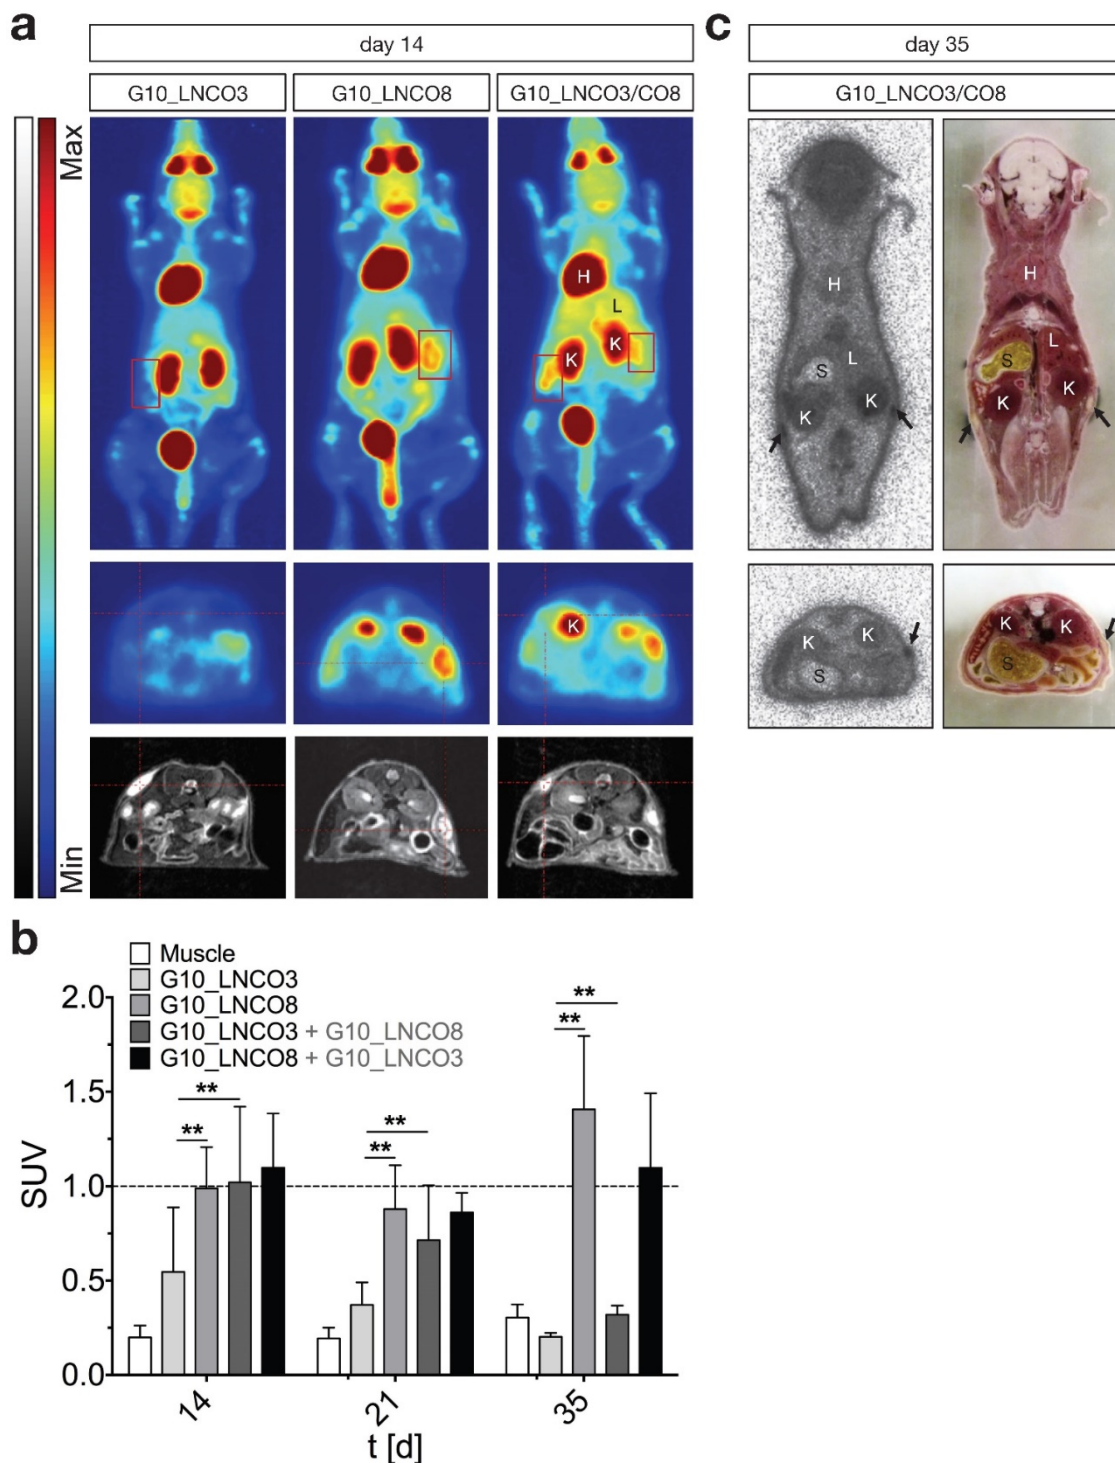 a
day 14
G10_LNCO3
G10_LNCO8
G10_LNCO3/CO8
Max
Min
H
L
K
K
K
c
day 35
G10_LNCO3/CO8
H
L
S
K
K
H
L
S
K
K
K
K
S
K
K
S
b
Muscle
G10_LNCO3
G10_LNCO8
G10_LNCO3 + G10_LNCO8
G10_LNCO8 + G10_LNCO3
SUV
2.0
1.5
1.0
0.5
0.0
**
**
**
**
**
**
14
21
35
t [d]